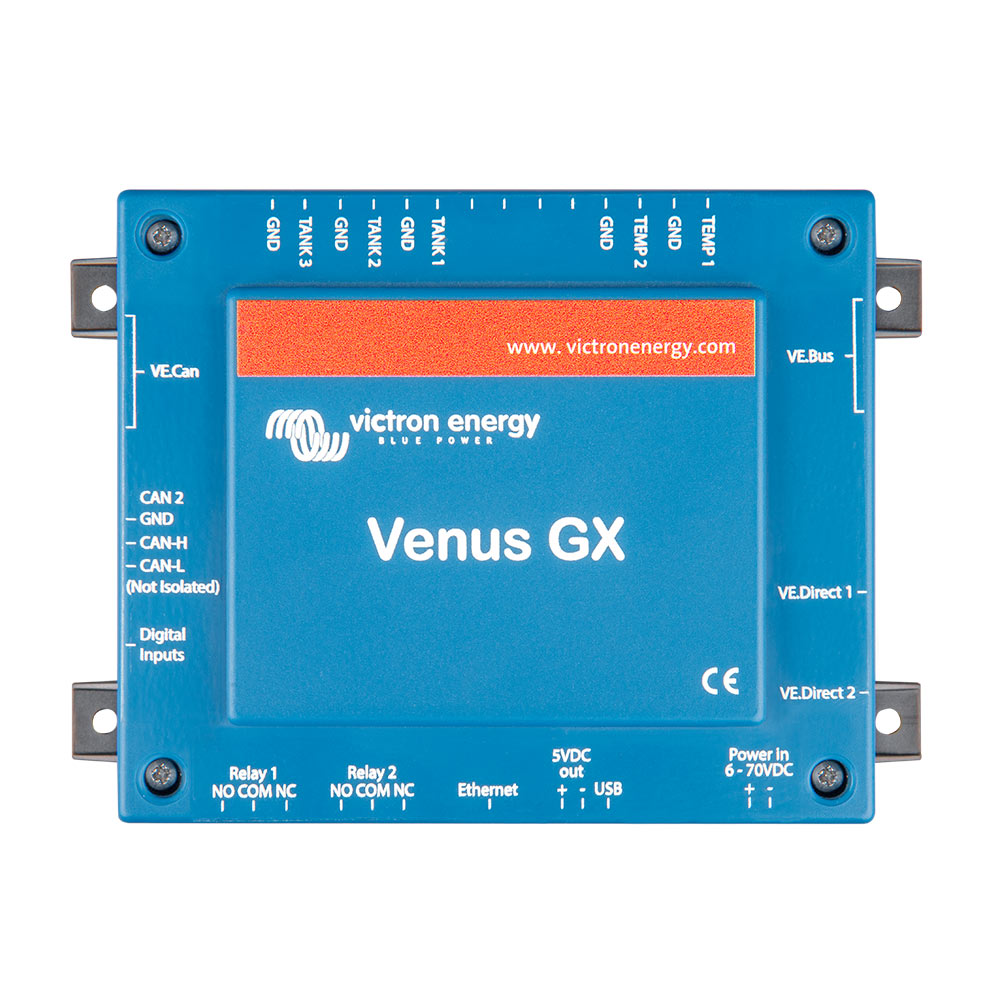 GND
TANK 3
GND
TANK 2
GND
TANK 1
GND
TEMP 2
GND
TEMP 1
www. victronenergy.com
VE.Can
VE.Bus
victron energy
BLUE POWER
CAN 2
GND
CAN-H
CAN-L
(Not Isolated)
Venus GX
VE.Direct 1
Digital
Inputs
CE
VE.Direct 2
Relay 1
NO COM NC
Relay 2
NO COM NC
Ethernet
5VDC
out
+ - USB
Power in
6 - 70VDC
+ -